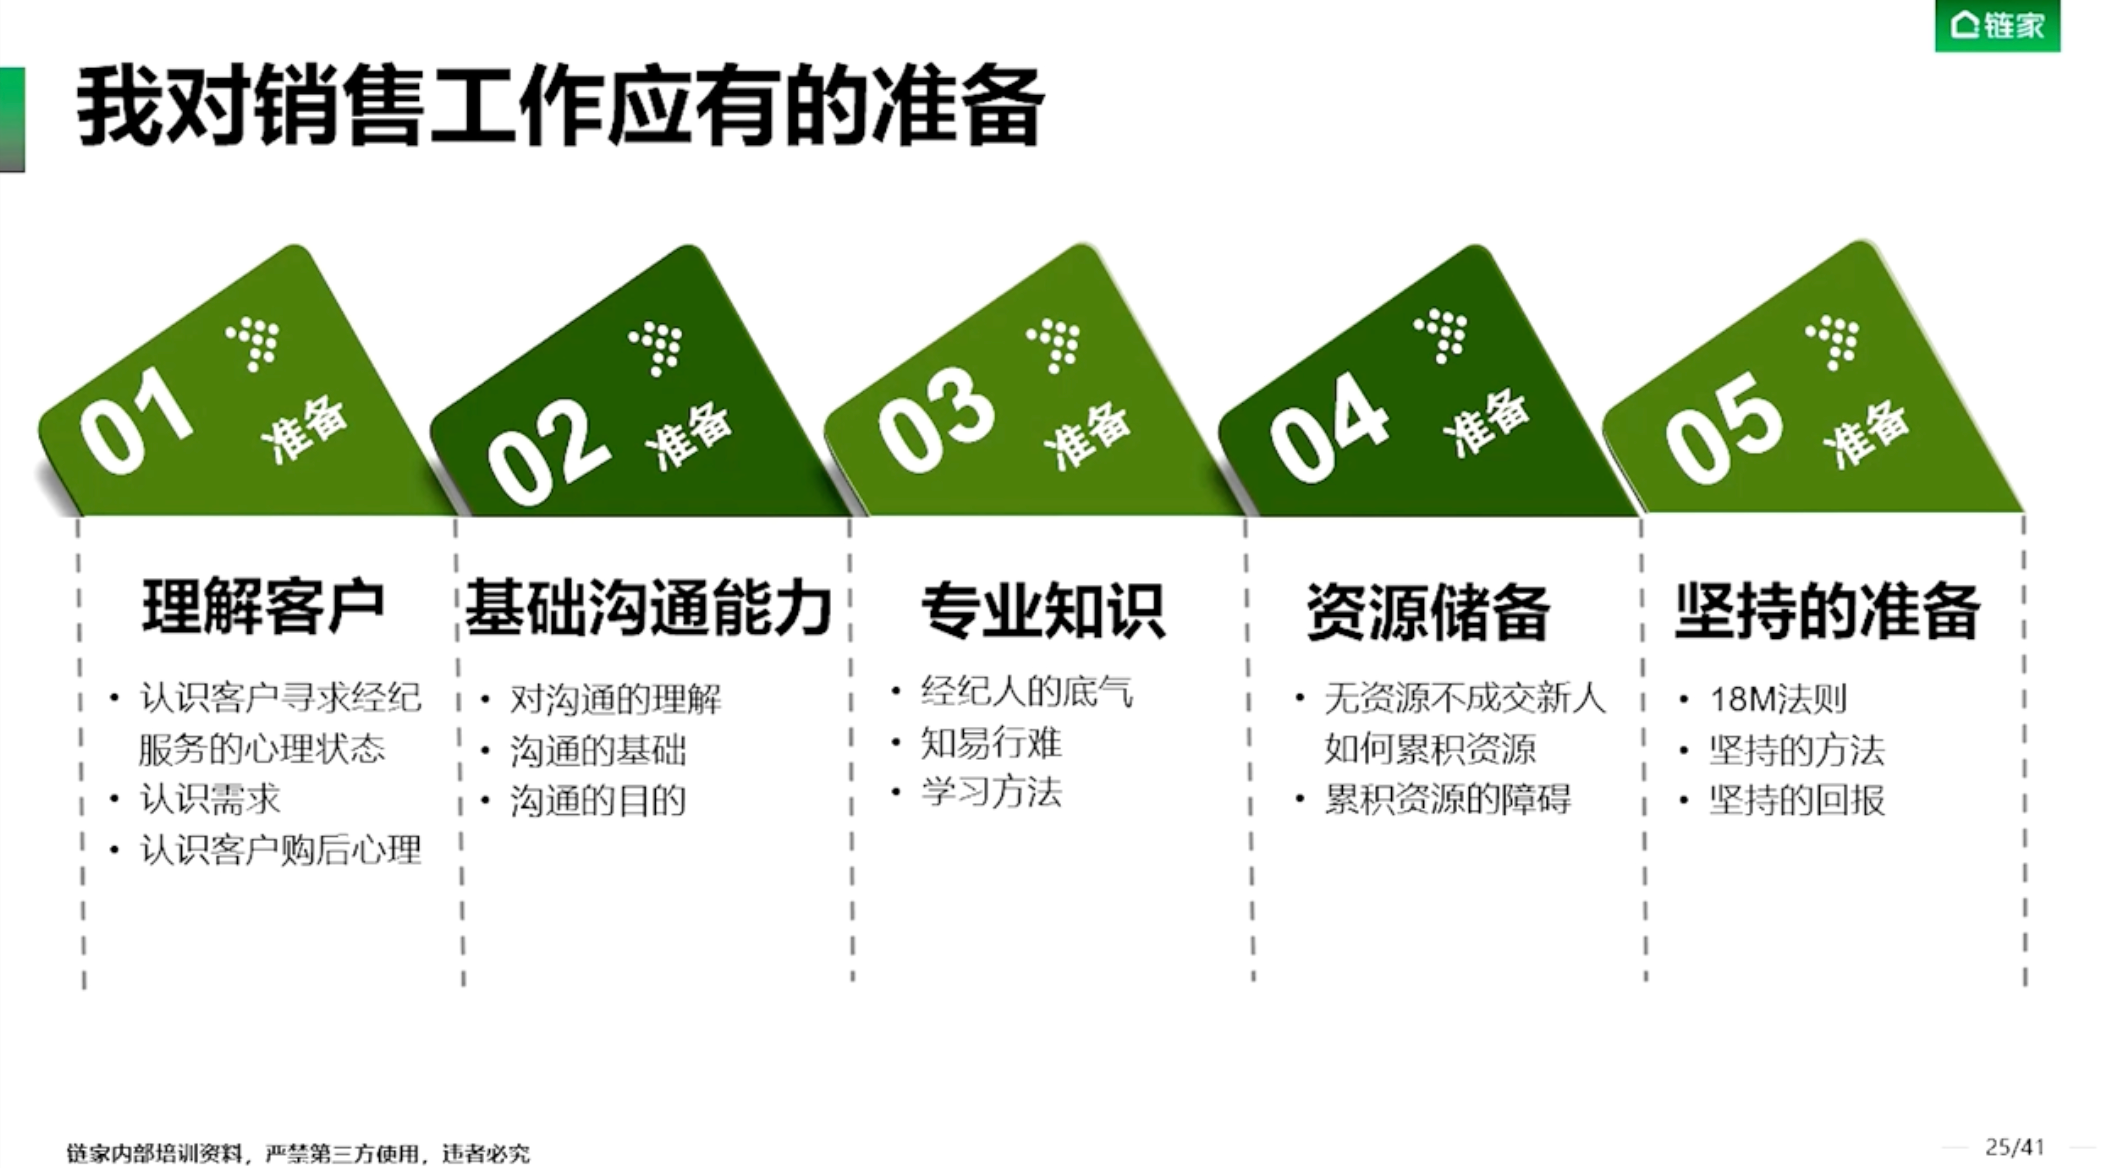 链家
我对销售工作应有的准备
01
准备
02
准备
03
准备
04
准备
05
准备
理解客户
• 认识客户寻求经纪
服务的心理状态
• 认识需求
• 认识客户购后心理
基础沟通能力
• 对沟通的理解
• 沟通的基础
• 沟通的目的
专业知识
• 经纪人的底气
• 知易行难
• 学习方法
资源储备
• 无资源不成交新人
如何累积资源
• 累积资源的障碍
坚持的准备
• 18M法则
• 坚持的方法
• 坚持的回报
链家内部培训资料，严禁第三方使用，违者必究
25/41